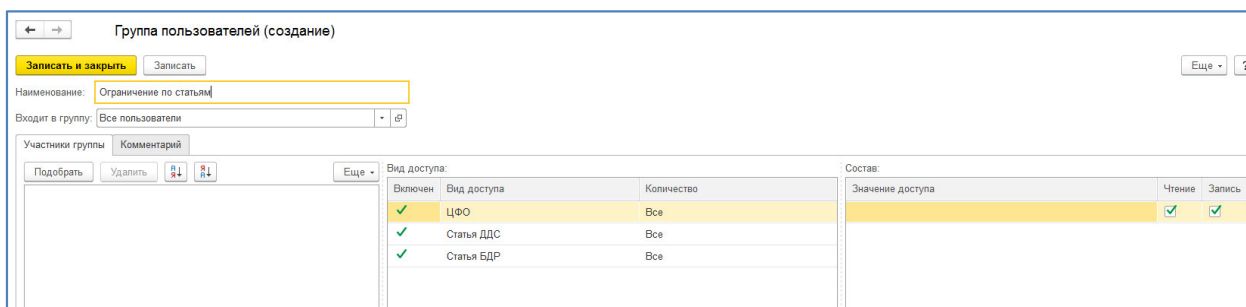 Группа пользователей (создание)
Записать и закрыть Записать Еще ?
Наименование: Ограничение по статьям
Входит в группу: Все пользователи
Участники группы Комментарий
Подобрать Удалить Еще Вид доступа: Состав:
Включен Вид доступа Количество Значение доступа Чтение Запись
ЦФО Все
Статья ДДС Все
Статья БДР Все